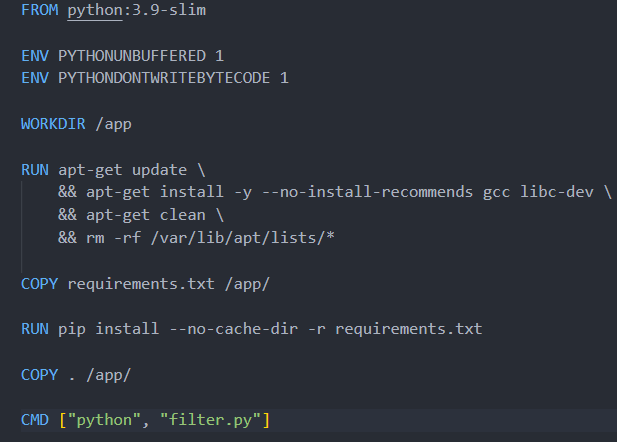 FROM python:3.9-slim
ENV PYTHONUNBUFFERED 1
ENV PYTHONDONTWRITEBYTECODE 1
WORKDIR /app
RUN apt-get update \
&& apt-get install -y --no-install-recommends gcc libc-dev \
&& apt-get clean \
&& rm -rf /var/lib/apt/lists/*
COPY requirements.txt /app/
RUN pip install --no-cache-dir -r requirements.txt
COPY . /app/
CMD ["python", "filter.py"]